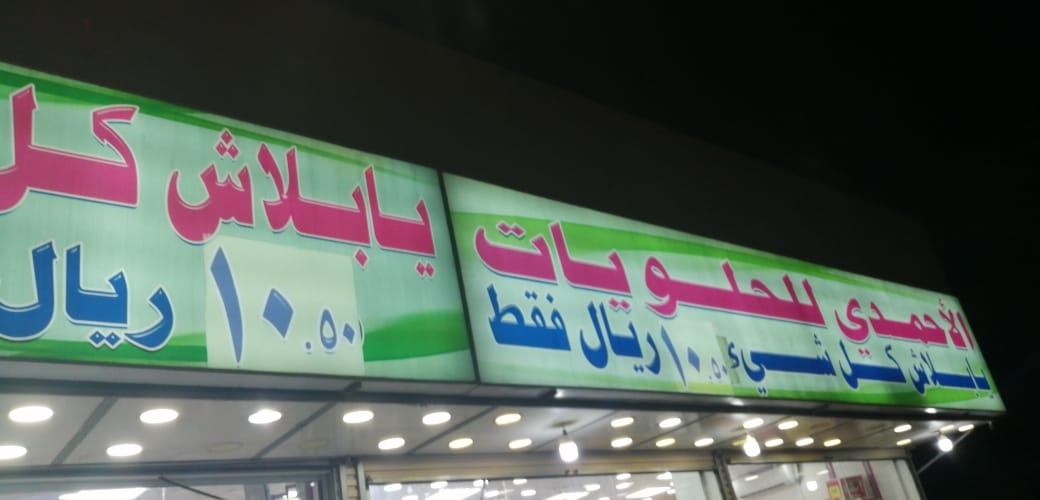 الأحمدي للحلويات
يابلاش كل شيء ١٠.٥٠ ريال فقط
يابلاش كل
١٠.٥٠ ريال